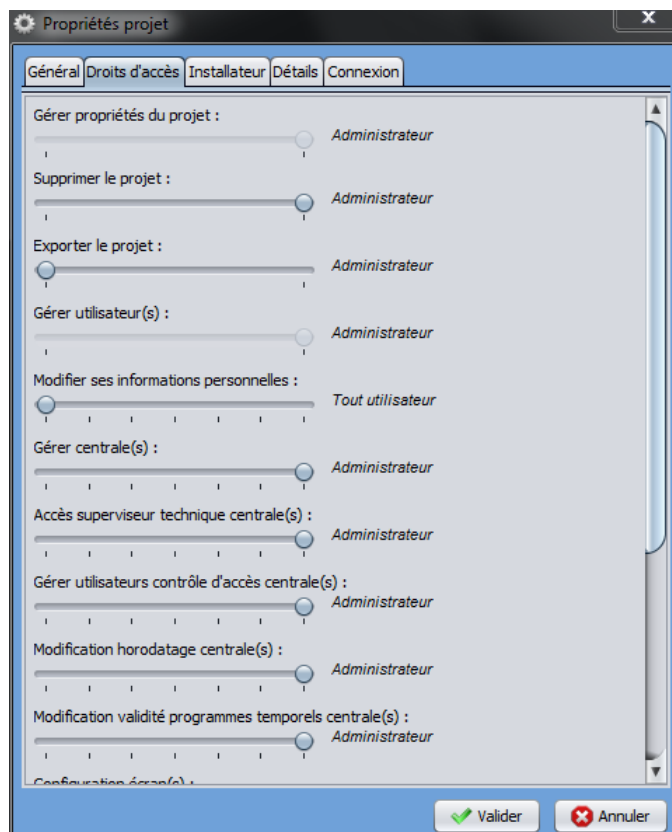 Propriétés projet
x
Général Droits d'accès Installateur Détails Connexion
Gérer propriétés du projet :
Administrateur
Supprimer le projet :
Administrateur
Exporter le projet :
Administrateur
Gérer utilisateur(s) :
Administrateur
Modifier ses informations personnelles :
Tout utilisateur
Gérer centrale(s) :
Administrateur
Accès superviseur technique centrale(s) :
Administrateur
Gérer utilisateurs contrôle d'accès centrale(s) :
Administrateur
Modification horodatage centrale(s) :
Administrateur
Modification validité programmes temporels centrale(s) :
Administrateur
Configuration écran(s) :
Valider Annuler